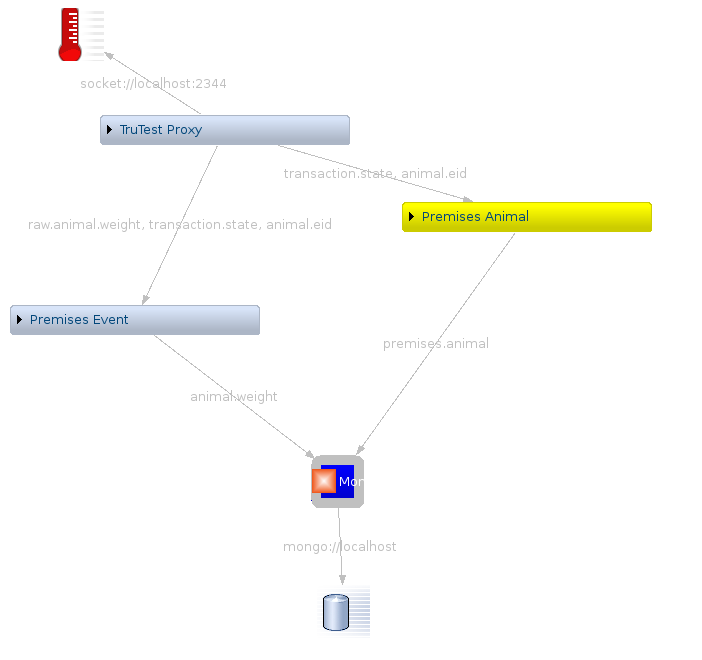 socket://localhost:2344
TruTest Proxy
transaction.state, animal.eid
Premises Animal
raw.animal.weight, transaction.state, animal.eid
Premises Event
premises.animal
animal.weight
Mon
mongo://localhost